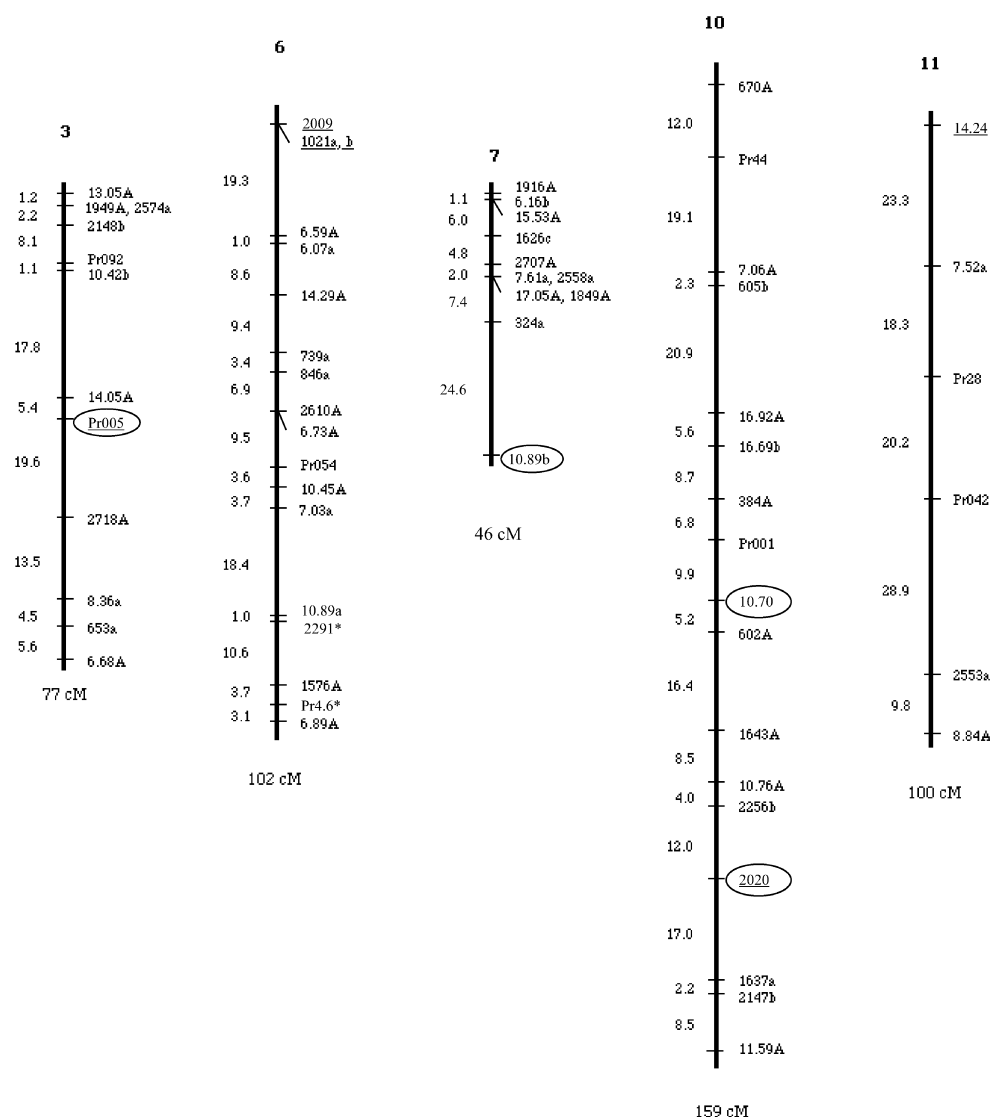 3
1.2
2.2
8.1
1.1
17.8
5.4
19.6
13.5
4.5
5.6
13.05A
1949A, 2574a
2148b
Pr092
10.42b
14.05A
Pr005
2718A
8.36a
653a
6.68A
77 cM
6
19.3
1.0
8.6
9.4
3.4
6.9
9.5
3.6
3.7
18.4
1.0
10.6
3.7
3.1
2009
1021a, b
6.59A
6.07a
14.29A
739a
846a
2610A
6.73A
Pr054
10.45A
7.03a
10.89a
2291*
1576A
Pr4.6*
6.89A
102 cM
7
1.1
6.0
4.8
2.0
7.4
24.6
1916A
6.16b
15.53A
1626c
2707A
7.61a, 2558a
17.05A, 1849A
324a
10.89b
46 cM
10
12.0
19.1
2.3
20.9
5.6
8.7
6.8
9.9
5.2
16.4
8.5
4.0
12.0
17.0
2.2
8.5
670A
Pr44
7.06A
605b
16.92A
16.69b
384A
Pr001
10.70
602A
1643A
10.76A
2256b
2020
1637a
2147b
11.59A
159 cM
11
23.3
18.3
20.2
28.9
9.8
14.24
7.52a
Pr28
Pr042
2553a
8.84A
100 cM